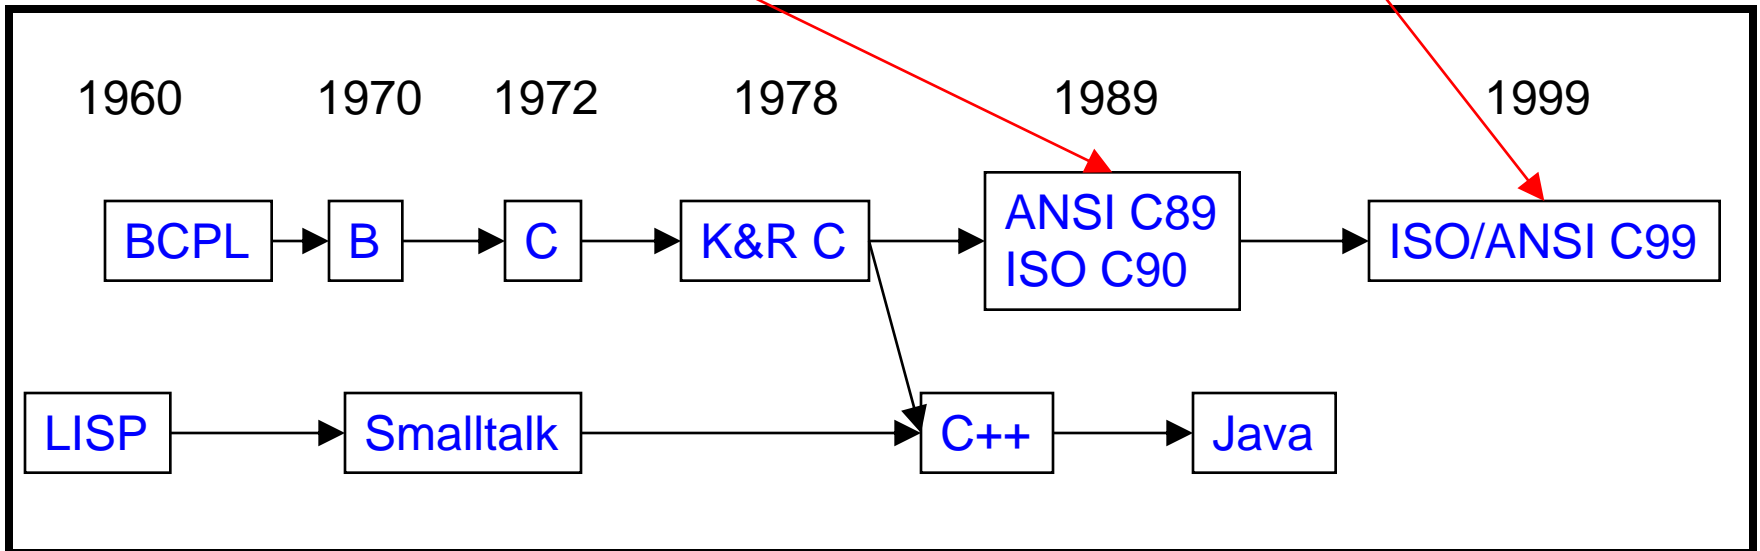 1960 1970 1972 1978 1989 1999
BCPL B C K&R C ANSI C89 ISO/ANSI C99
ISO C90
LISP Smalltalk C++ Java